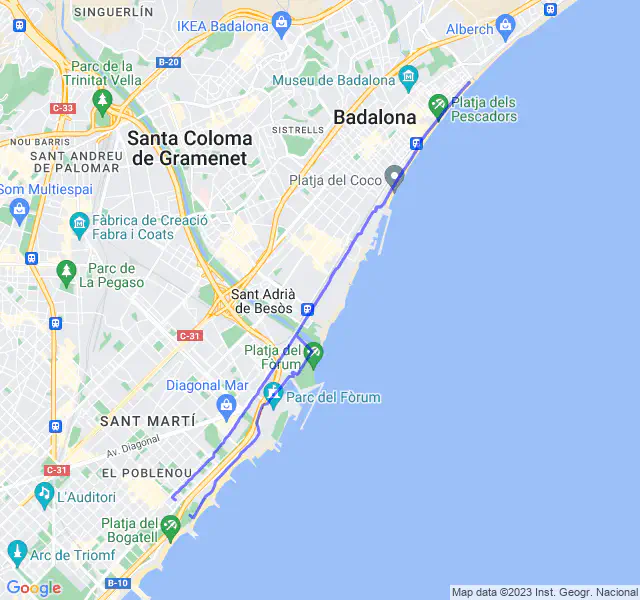 SINGUERLÍN
IKEA Badalona
Alberch
B-20
Parc de la
Trinitat Vella
Museu de Badalona
C-33
Platja dels
Pescadors
Badalona
SISTRELLS
Santa Coloma
de Gramenet
NOU BARRIS
SANT ANDREU
DE PALOMAR
Platja del Coco
Som Multiespai
Fàbrica de Creació
Fabra i Coats
Parc de
La Pegaso
Sant Adrià
de Besòs
C-31
Platja del
Fòrum
Diagonal Mar
Parc del Fòrum
SANT MARTÍ
Av. Diagonal
C-31
EL POBLENOU
L'Auditori
Platja del
Bogatell
Arc de Triomf
B-10
Google
Map data ©2023 Inst. Geogr. Nacional